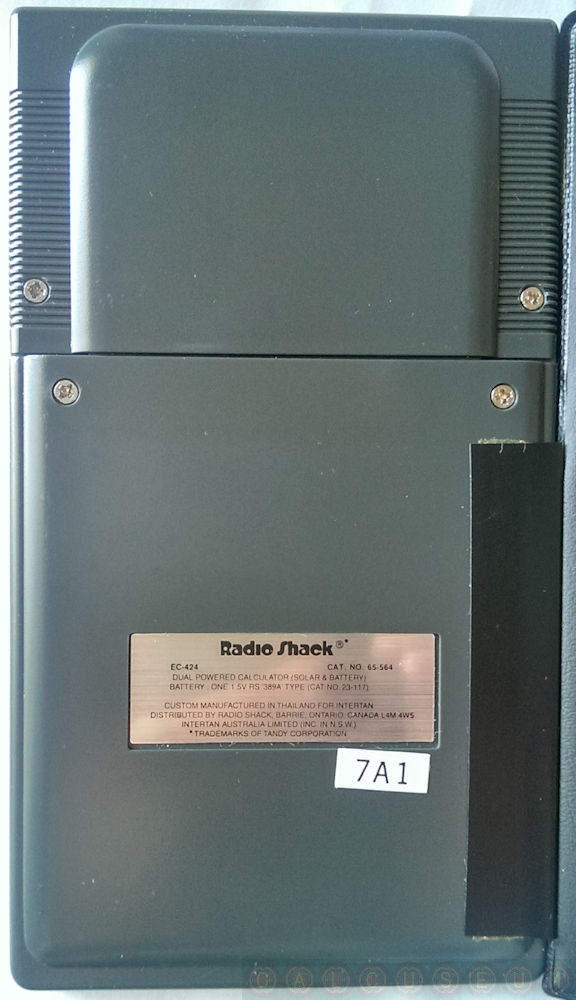 Radio Shack®*
EC-424 CAT. NO. 65-564
DUAL POWERED CALCULATOR (SOLAR & BATTERY)
BATTERY : ONE 1.5V RS '389A' TYPE (CAT NO. 23-117)
CUSTOM MANUFACTURED IN THAILAND FOR INTERTAN
DISTRIBUTED BY RADIO SHACK, BARRIE, ONTARIO, CANADA L4M 4W5
INTERTAN AUSTRALIA LIMITED (INC. IN N.S.W.)
*TRADEMARKS OF TANDY CORPORATION
7A1
CALCUSEUM